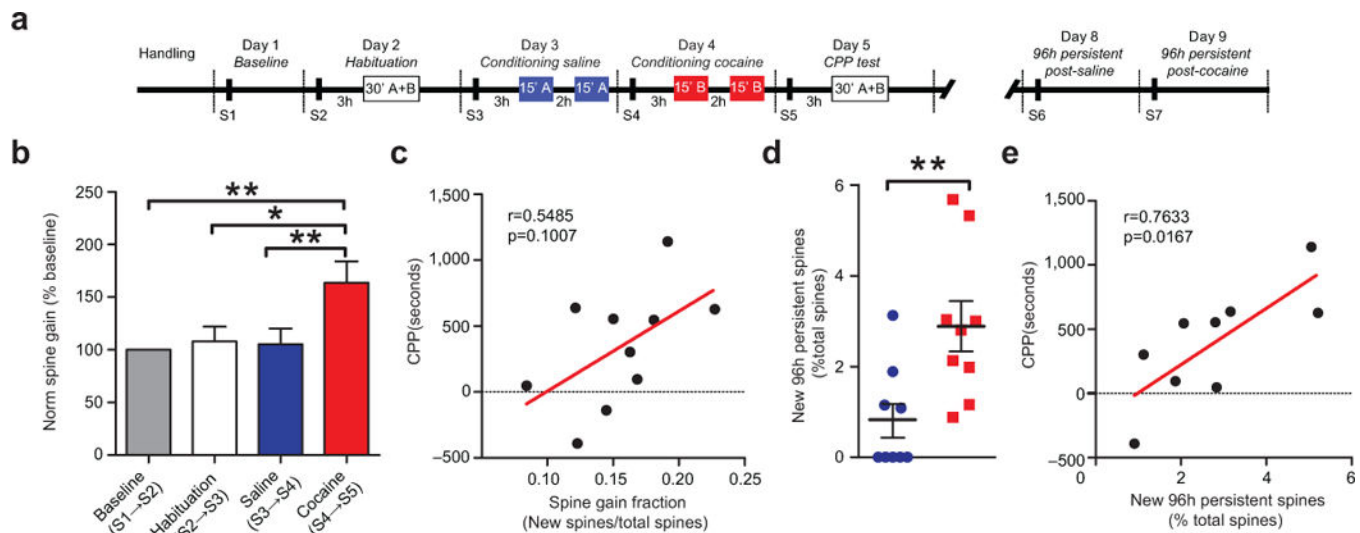 a
Handling
Day 1
Baseline
Day 2
Habituation
Day 3
Conditioning saline
Day 4
Conditioning cocaine
Day 5
CPP test
Day 8
96h persistent
post-saline
Day 9
96h persistent
post-cocaine
30' A+B
15' A
15' A
15' B
15' B
30' A+B
3h
3h
2h
3h
2h
3h
S1
S2
S3
S4
S5
S6
S7
b
Norm spine gain (% baseline)
250
200
150
100
50
0
**
*
**
Baseline
(S1→S2)
Habituation
S2→S3)
Saline
(S3→S4)
Cocaine
(S4→S5)
c
r=0.5485
p=0.1007
CPP(seconds)
1,000
500
0
–500
0.10
0.15
0.20
0.25
Spine gain fraction
(New spines/total spines)
d
**
New 96h persistent spines
(%total spines)
6
4
2
0
e
r=0.7633
p=0.0167
CPP(seconds)
1,000
500
0
–500
0
2
4
6
New 96h persistent spines
(% total spines)